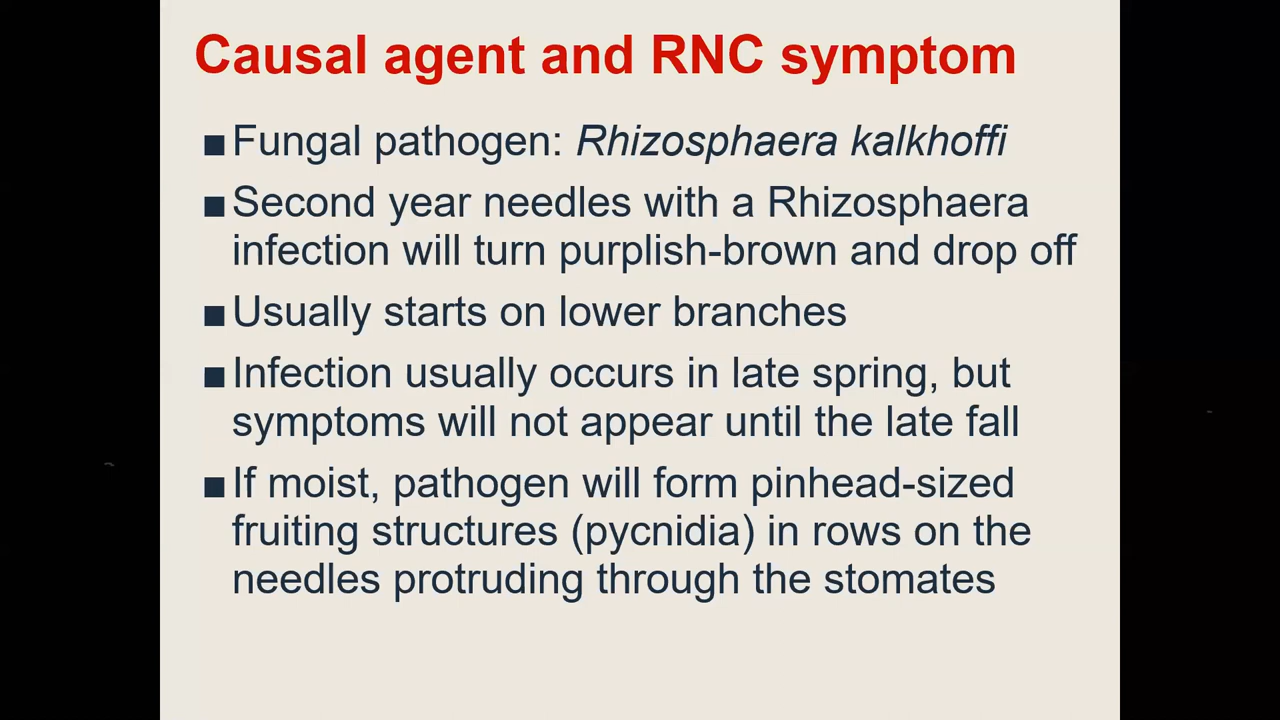 Causal agent and RNC symptom
■Fungal pathogen: Rhizosphaera kalkhoffi
■Second year needles with a Rhizosphaera
infection will turn purplish-brown and drop off
■Usually starts on lower branches
■Infection usually occurs in late spring, but
symptoms will not appear until the late fall
■If moist, pathogen will form pinhead-sized
fruiting structures (pycnidia) in rows on the
needles protruding through the stomates